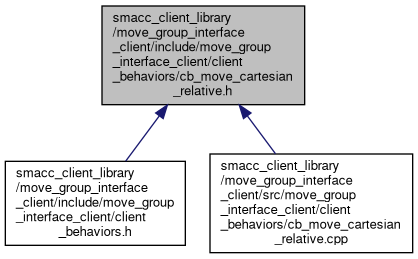 smacc_client_library
/move_group_interface
_client/include/move_group
_interface_client/client
_behaviors/cb_move_cartesian
_relative.h
smacc_client_library
/move_group_interface
_client/include/move_group
_interface_client/client
_behaviors.h
smacc_client_library
/move_group_interface
_client/src/move_group
_interface_client/client
_behaviors/cb_move_cartesian
_relative.cpp